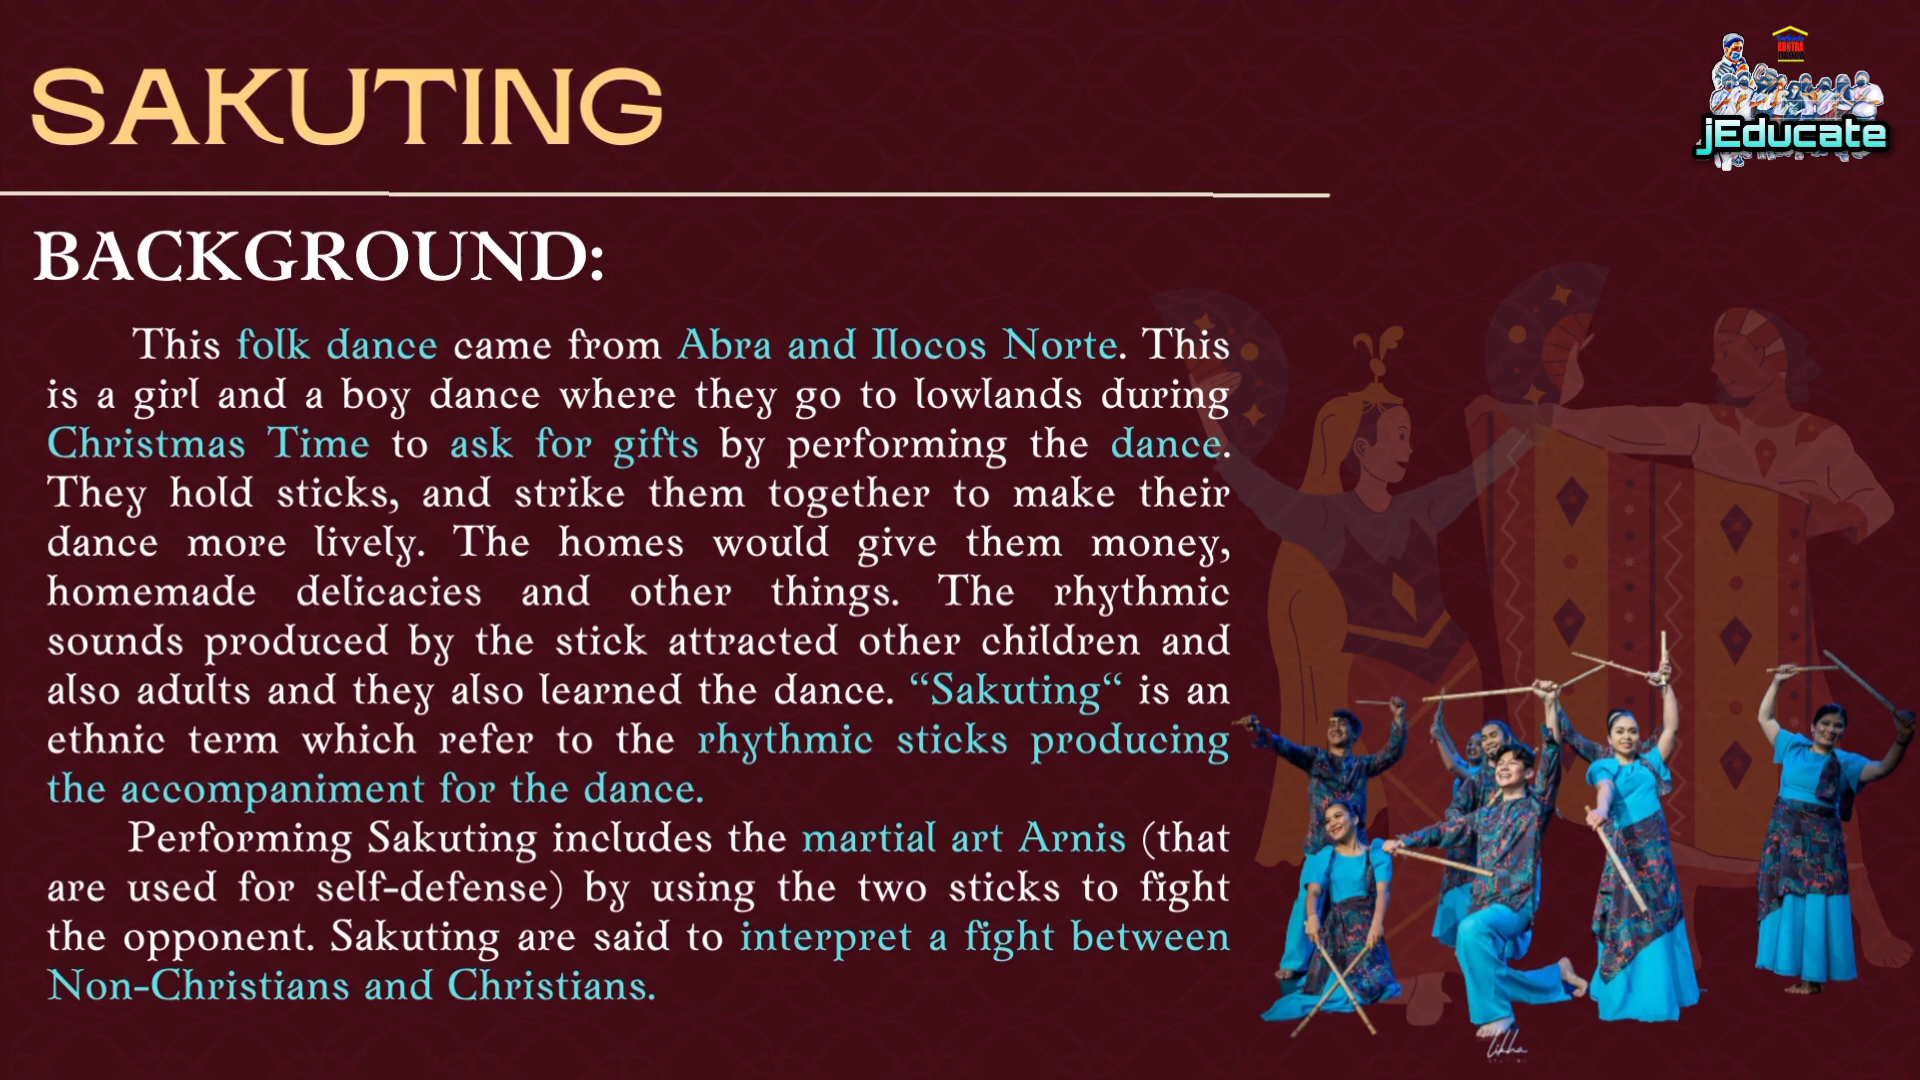 SAKUTING
KONTRA
jEducate
BACKGROUND:
This folk dance came from Abra and Ilocos Norte. This
is a girl and a boy dance where they go to lowlands during
Christmas Time to ask for gifts by performing the dance.
They hold sticks, and strike them together to make their
dance more lively. The homes would give them money,
homemade delicacies and other things. The rhythmic
sounds produced by the stick attracted other children and
also adults and they also learned the dance. “Sakuting“ is an
ethnic term which refer to the rhythmic sticks producing
the accompaniment for the dance.
Performing Sakuting includes the martial art Arnis (that
are used for self-defense) by using the two sticks to fight
the opponent. Sakuting are said to interpret a fight between
Non-Christians and Christians.